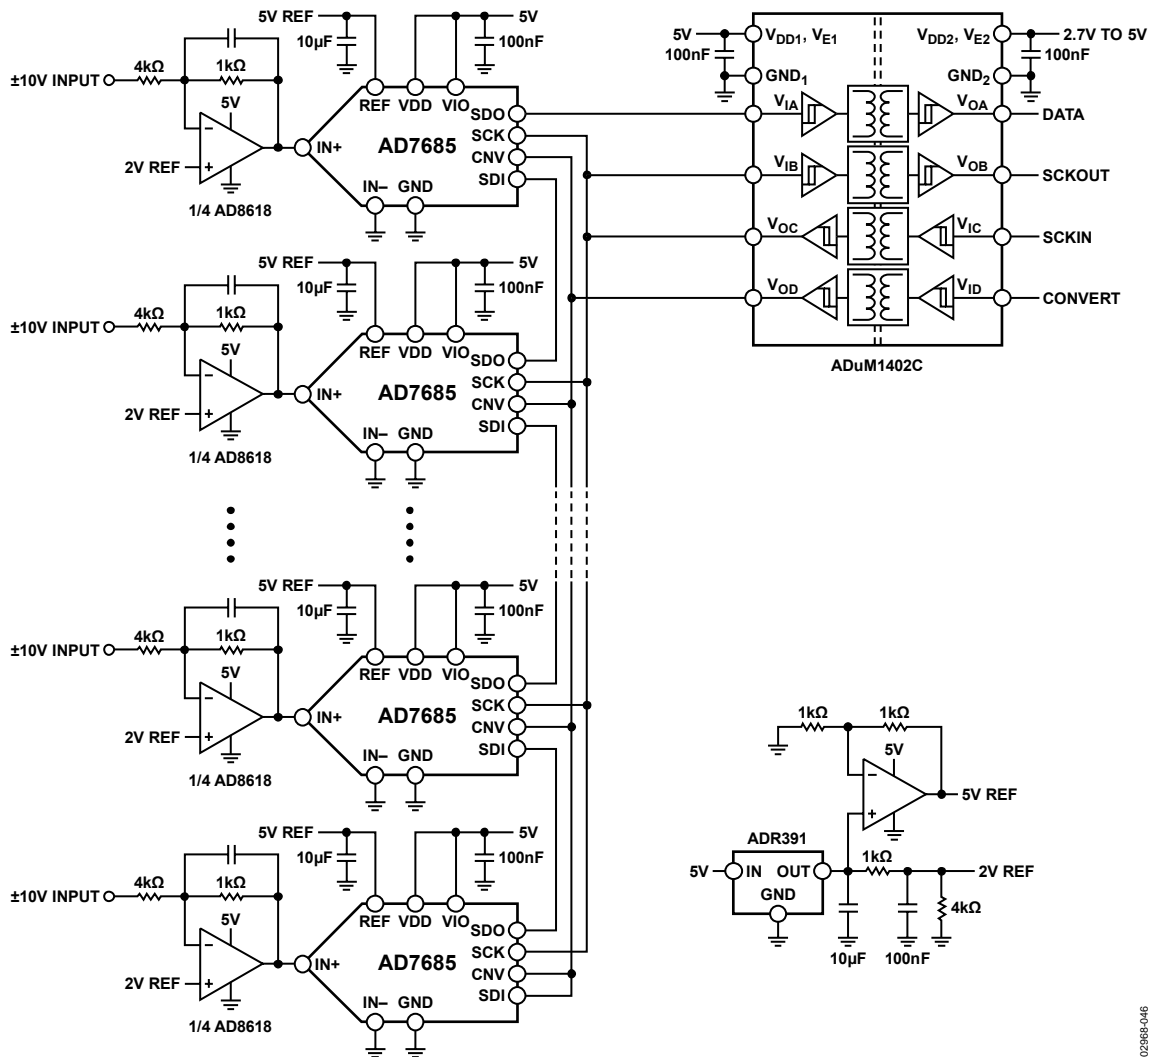 5V REF
5V
10µF
100nF
±10V INPUT
4kΩ
1kΩ
5V
2V REF
1/4 AD8618
REF VDD VIO
IN+
AD7685
SDO
SCK
CNV
SDI
IN– GND
5V REF
5V
10µF
100nF
±10V INPUT
4kΩ
1kΩ
5V
2V REF
1/4 AD8618
REF VDD VIO
IN+
AD7685
SDO
SCK
CNV
SDI
IN– GND
5V REF
5V
10µF
100nF
±10V INPUT
4kΩ
1kΩ
5V
2V REF
1/4 AD8618
REF VDD VIO
IN+
AD7685
SDO
SCK
CNV
SDI
IN– GND
5V REF
5V
10µF
100nF
±10V INPUT
4kΩ
1kΩ
5V
2V REF
1/4 AD8618
REF VDD VIO
IN+
AD7685
SDO
SCK
CNV
SDI
IN– GND
5V
100nF
VDD1, VE1
VDD2, VE2
2.7V TO 5V
100nF
GND1
GND2
VIA
VOA
DATA
VIB
VOB
SCKOUT
VOC
VIC
SCKIN
VOD
VID
CONVERT
ADuM1402C
1kΩ
1kΩ
5V
5V REF
ADR391
5V
IN OUT
GND
1kΩ
2V REF
4kΩ
10µF
100nF
02968-046